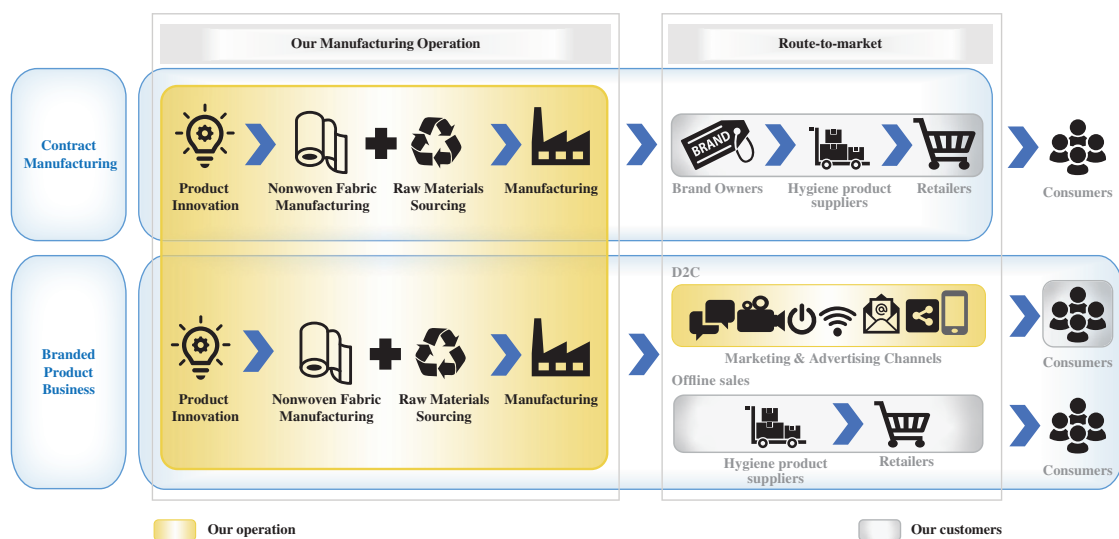 Our Manufacturing Operation
Route-to-market
Contract
Manufacturing
Product
Innovation
Nonwoven Fabric
Manufacturing
Raw Materials
Sourcing
Manufacturing
BRAND
Brand Owners
Hygiene product
suppliers
Retailers
Consumers
Branded
Product
Business
Product
Innovation
Nonwoven Fabric
Manufacturing
Raw Materials
Sourcing
Manufacturing
D2C
@
Marketing & Advertising Channels
Consumers
Offline sales
Hygiene product
suppliers
Retailers
Consumers
Our operation
Our customers